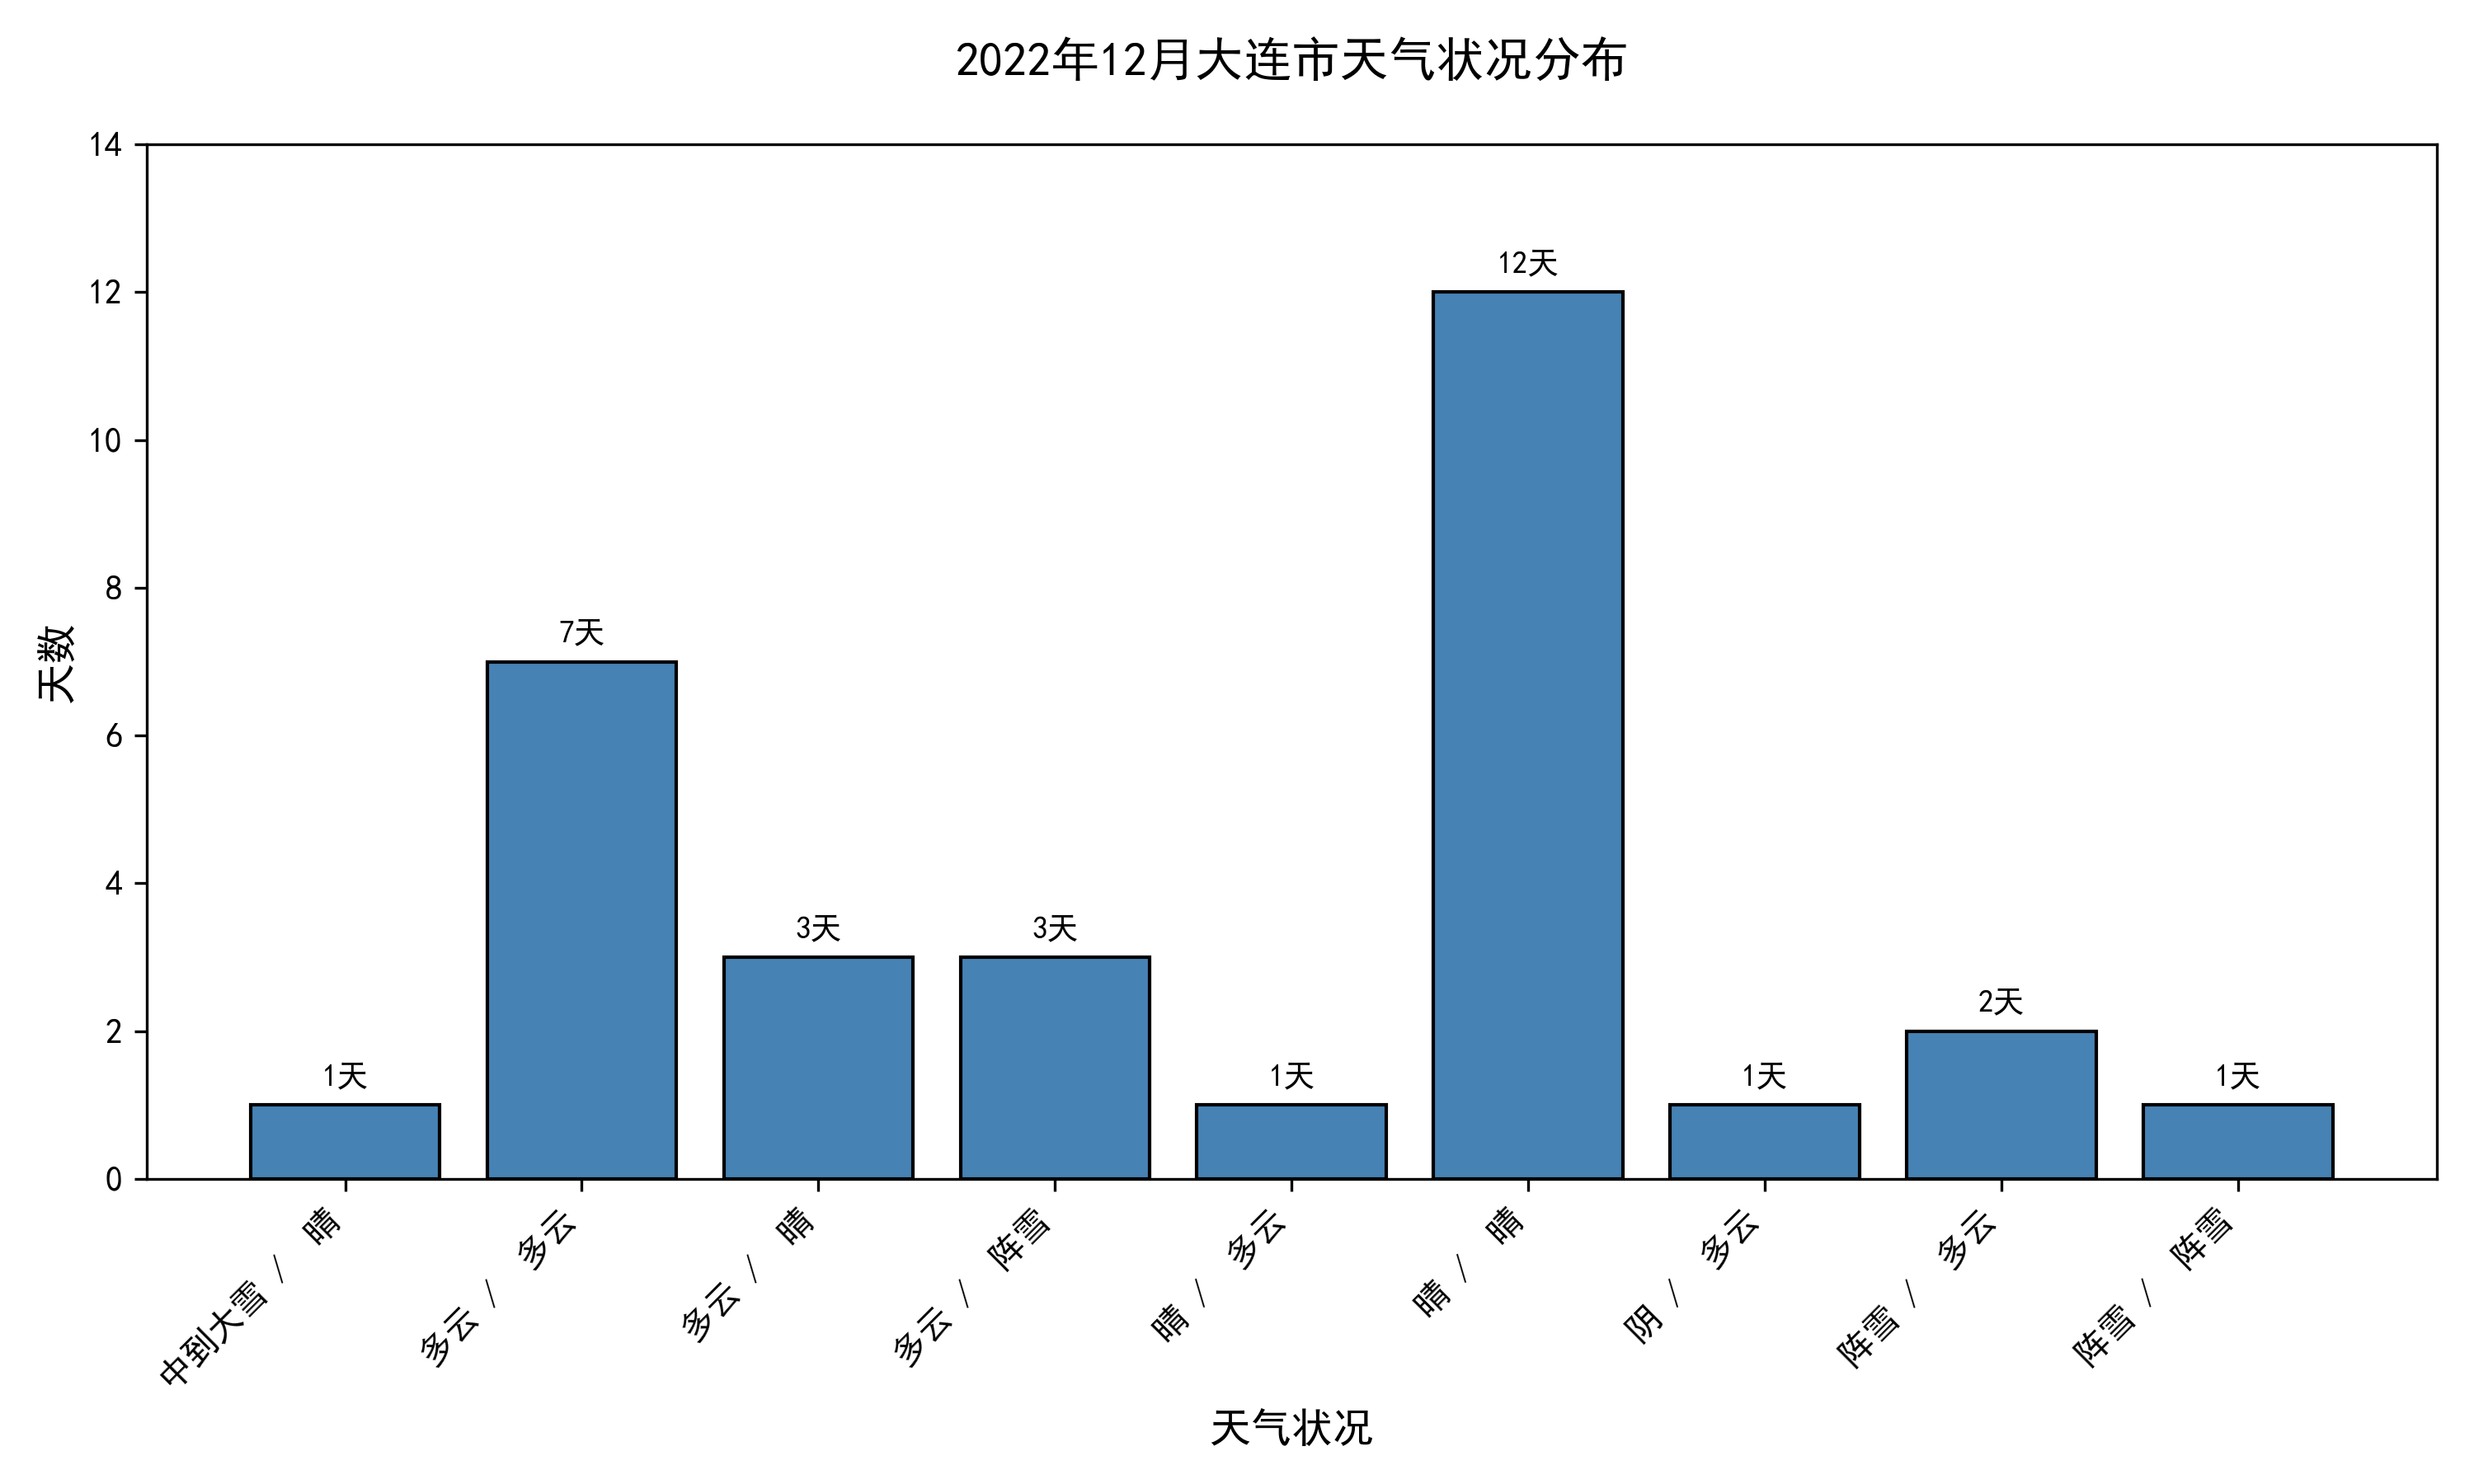 2022年12月大连市天气状况分布
14
12
10
8
6
4
2
0
天数
1天
7天
3天
3天
1天
12天
1天
2天
1天
中到大雪 / 晴
多云 / 多云
多云 / 晴
多云 / 阵雪
晴 / 多云
晴 / 晴
阴 / 多云
阵雪 / 多云
阵雪 / 阵雪
天气状况